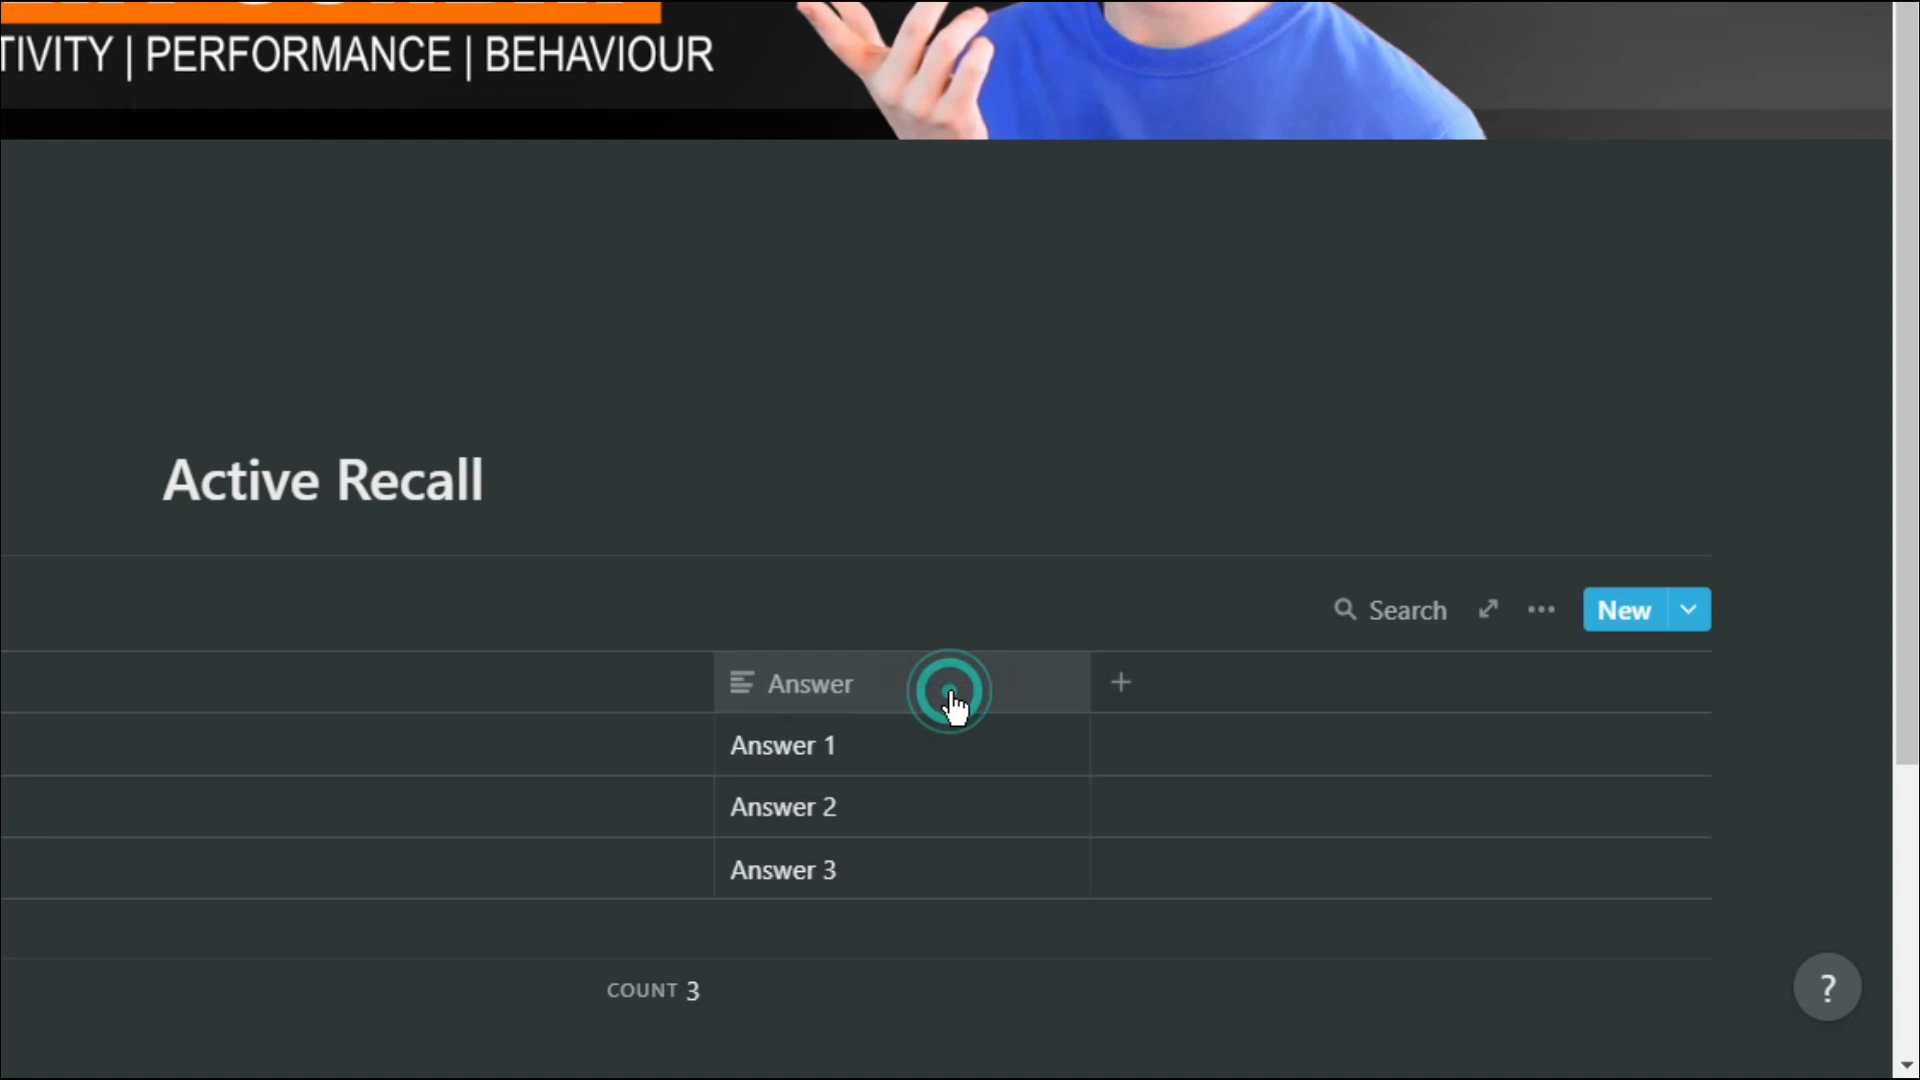 TIVITY | PERFORMANCE | BEHAVIOUR
Active Recall
Search
New
Answer
Answer 1
Answer 2
Answer 3
COUNT 3
?